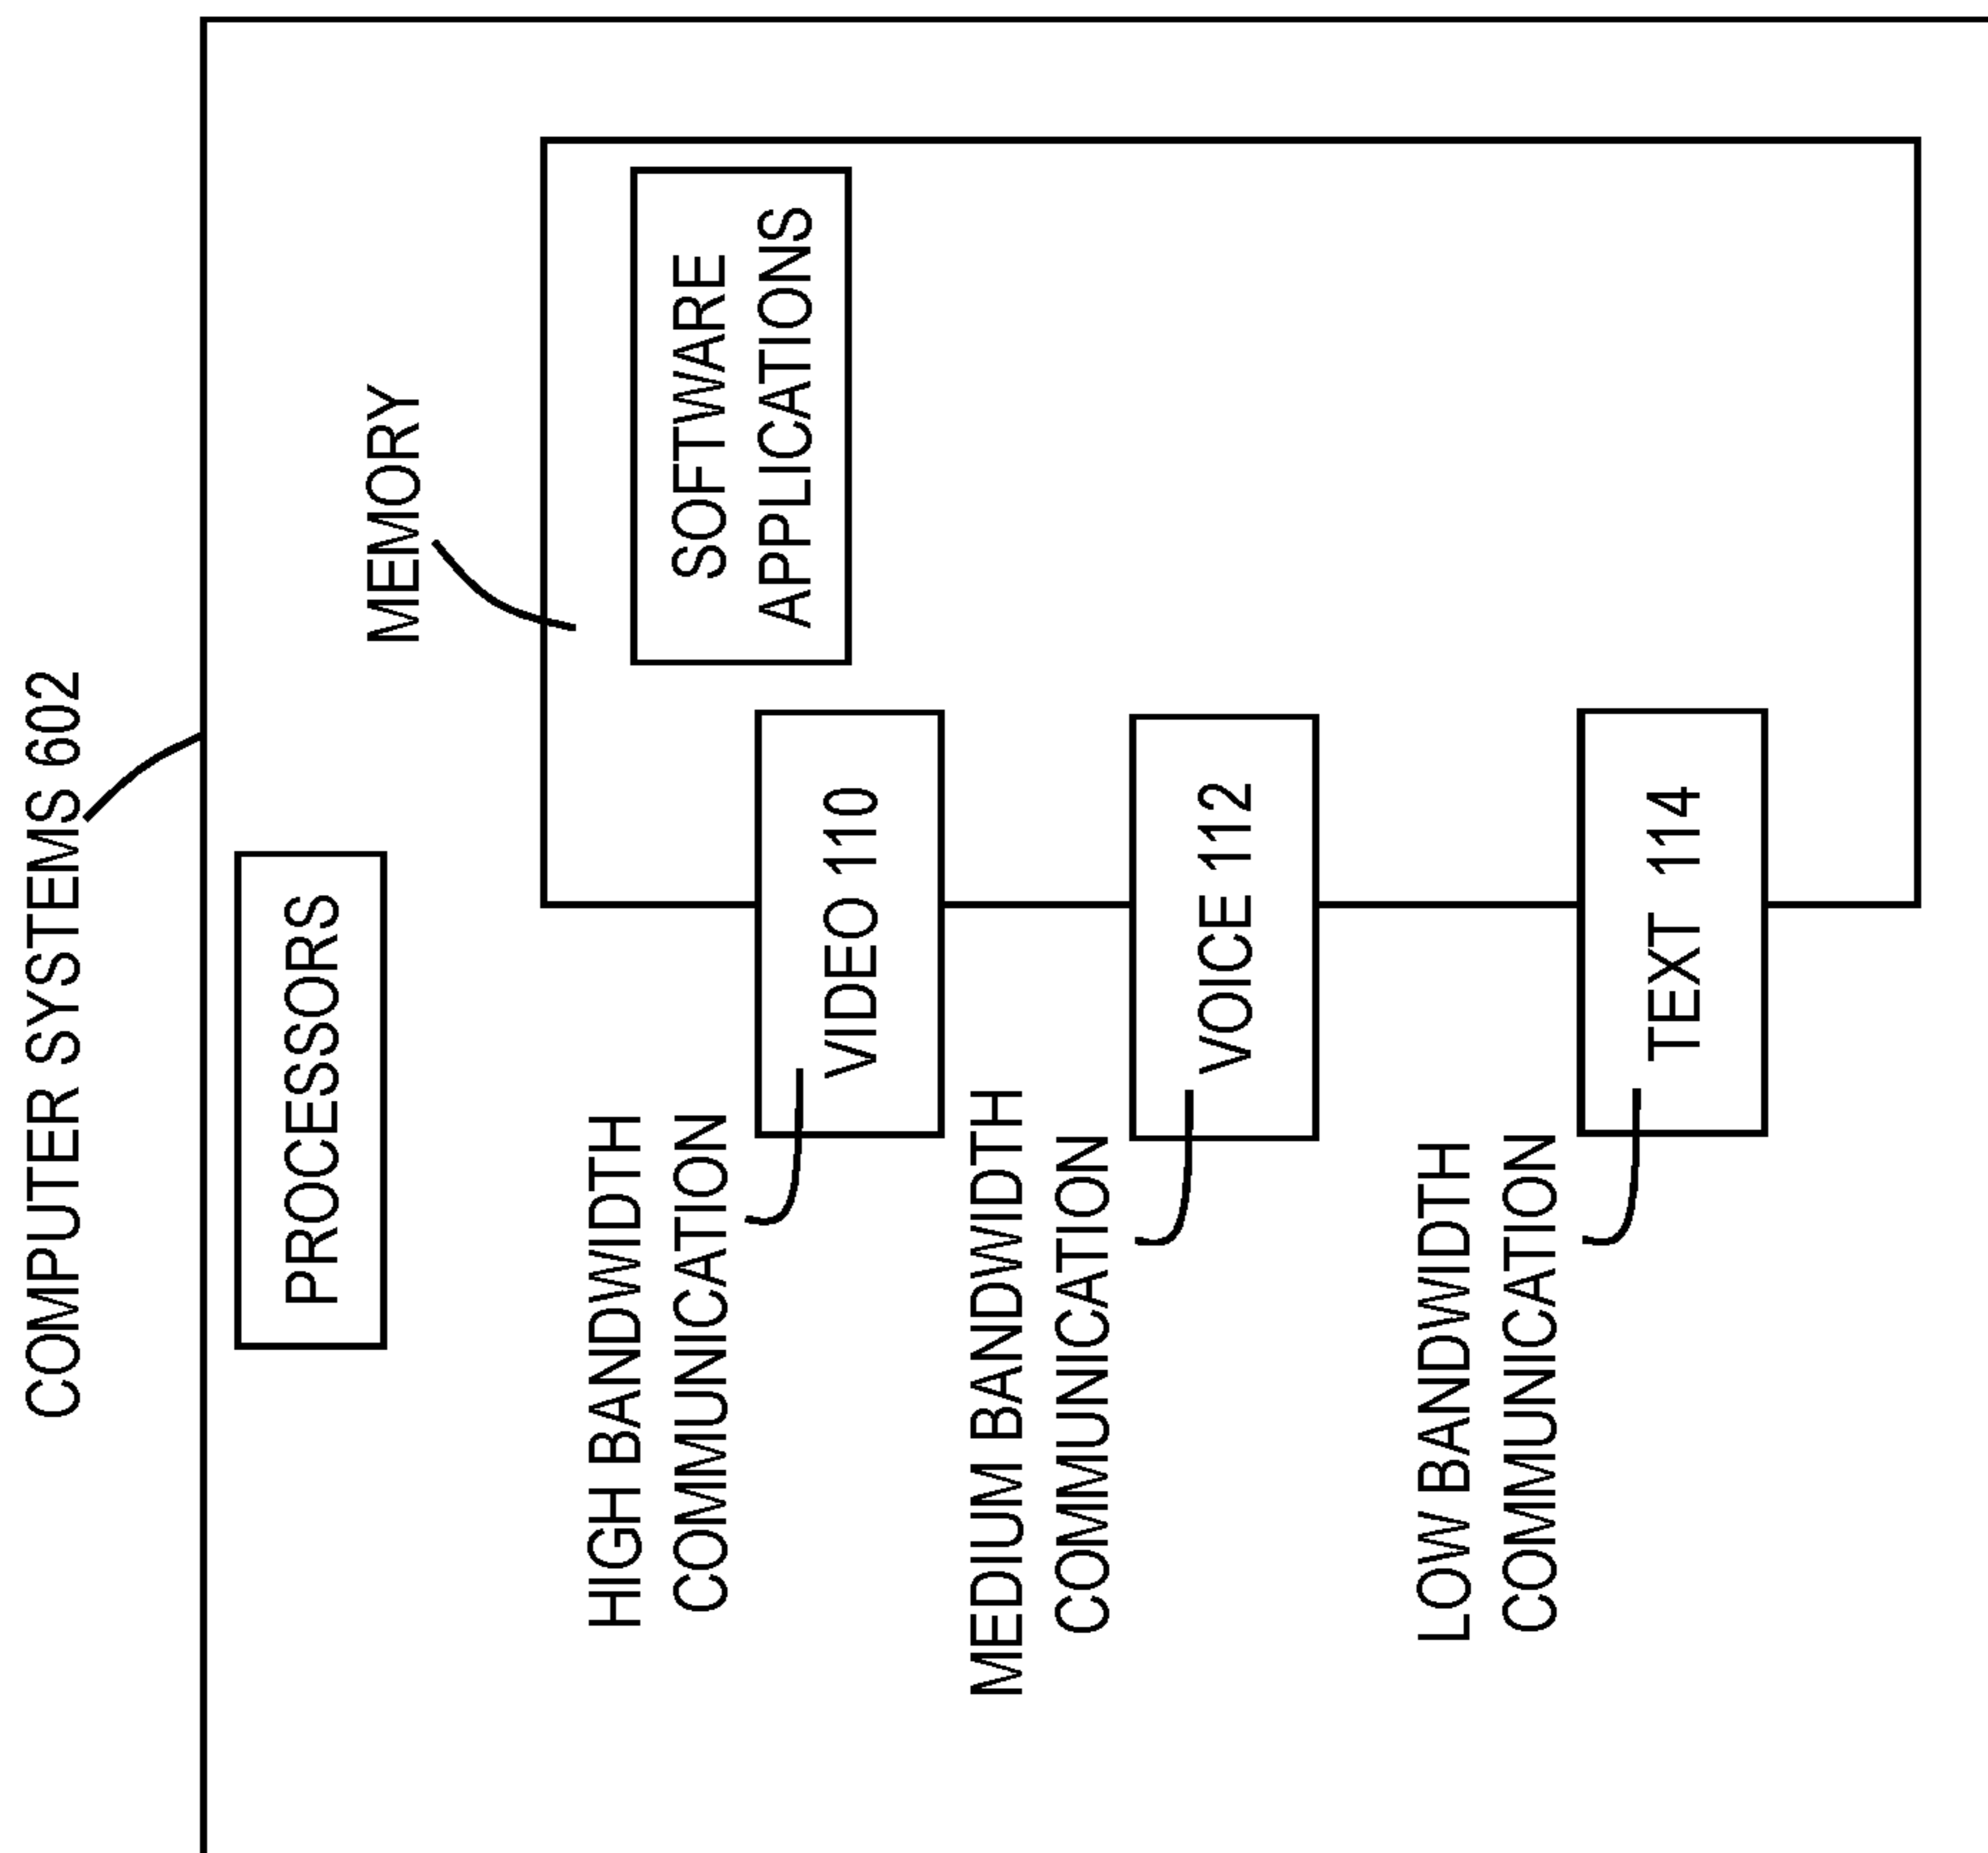 COMPUTER SYSTEMS 602
PROCESSORS
MEMORY
HIGH BANDWIDTH
COMMUNICATION
SOFTWARE
APPLICATIONS
VIDEO 110
MEDIUM BANDWIDTH
COMMUNICATION
VOICE 112
LOW BANDWIDTH
COMMUNICATION
TEXT 114